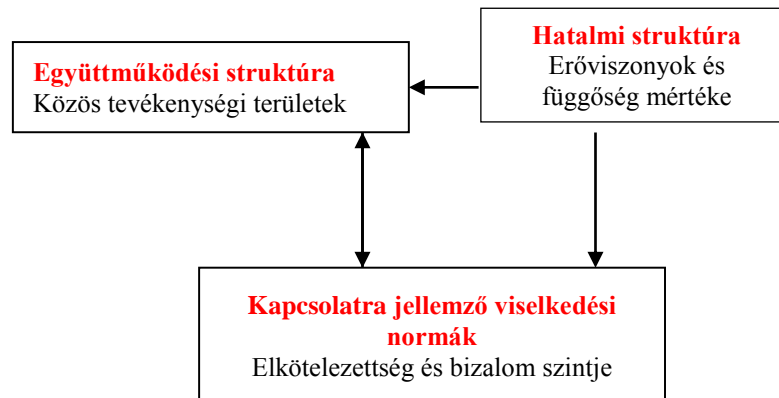 Együttműködési struktúra
Közös tevékenységi területek
Hatalmi struktúra
Erőviszonyok és
függőség mértéke
Kapcsolatra jellemző viselkedési
normák
Elkötelezettség és bizalom szintje